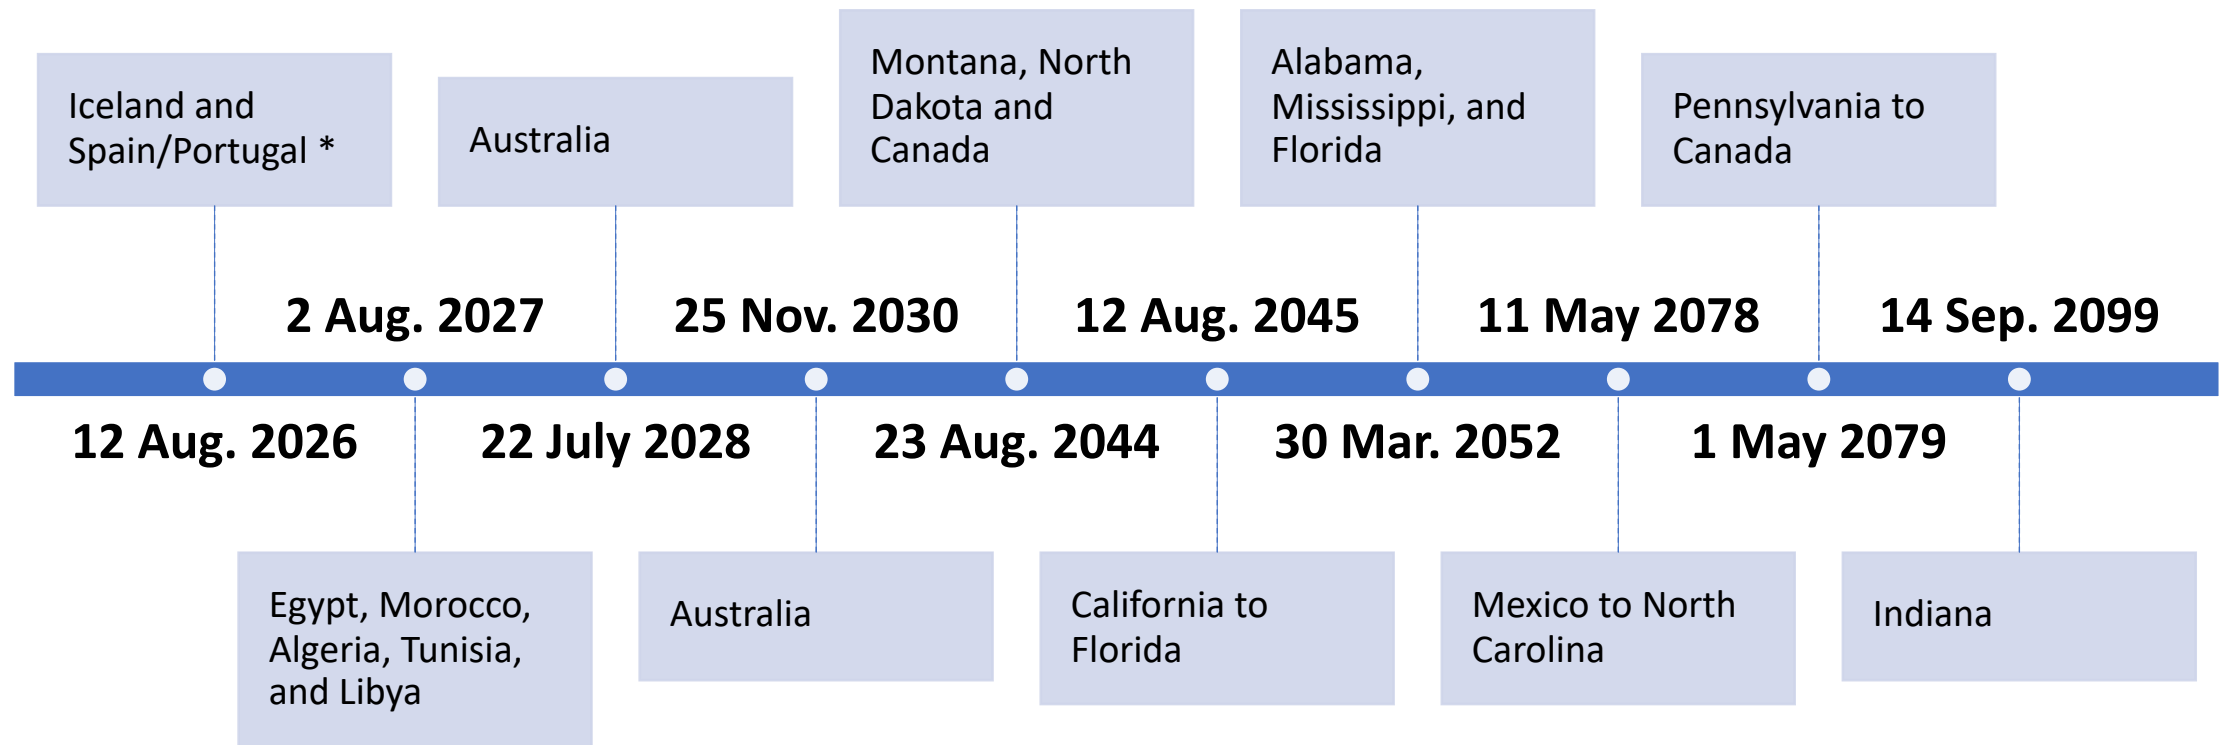 Iceland and
Spain/Portugal *
Australia
Montana, North
Dakota and
Canada
Alabama,
Mississippi, and
Florida
Pennsylvania to
Canada
2 Aug. 2027
25 Nov. 2030
12 Aug. 2045
11 May 2078
14 Sep. 2099
12 Aug. 2026
22 July 2028
23 Aug. 2044
30 Mar. 2052
1 May 2079
Egypt, Morocco,
Algeria, Tunisia,
and Libya
Australia
California to
Florida
Mexico to North
Carolina
Indiana